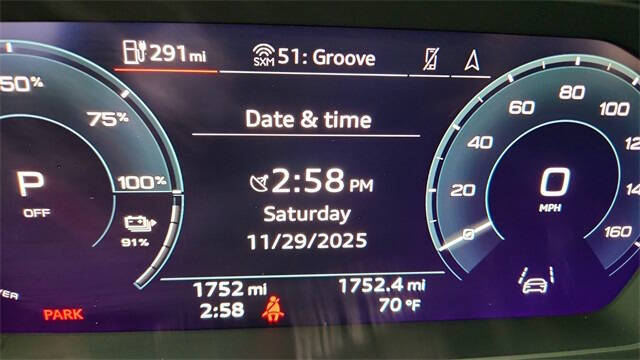 291 mi
SXM 51: Groove
50%
75%
100%
P
OFF
91%
Date & time
2:58 PM
Saturday
11/29/2025
1752 mi
1752.4 mi
2:58
70 °F
PARK
0
20
40
60
80
100
160
0
MPH